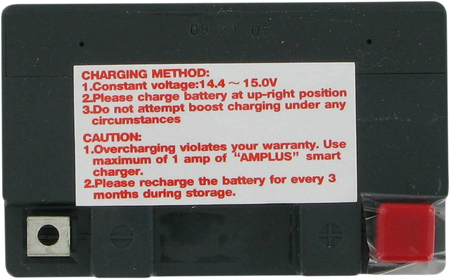 CHARGING METHOD:
1.Constant voltage:14.4 ~ 15.0V
2.Please charge battery at up-right position
3.Do not attempt boost charging under any
circumstances
CAUTION:
1.Overcharging violates your warranty. Use
maximum of 1 amp of "AMPLUS" smart
charger.
2.Please recharge the battery for every 3
months during storage.